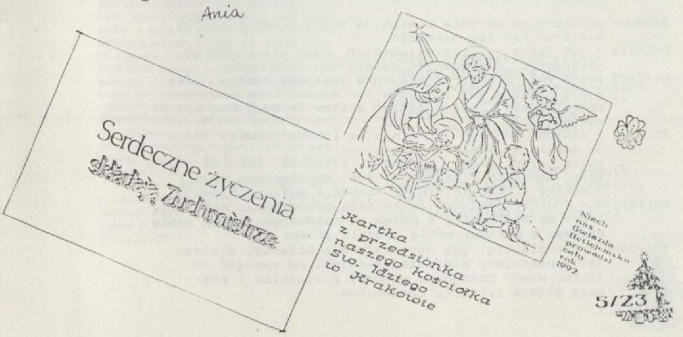 Ania
Serdeczne życzenia
składają Zuchmistrze
Kartka
z przedsionka
naszego kościółka
Św. Idziego
w Krakowie
Niech
nas
Gwiazda
Betlejemska
prowadzi
cały
rok
1992
5/23